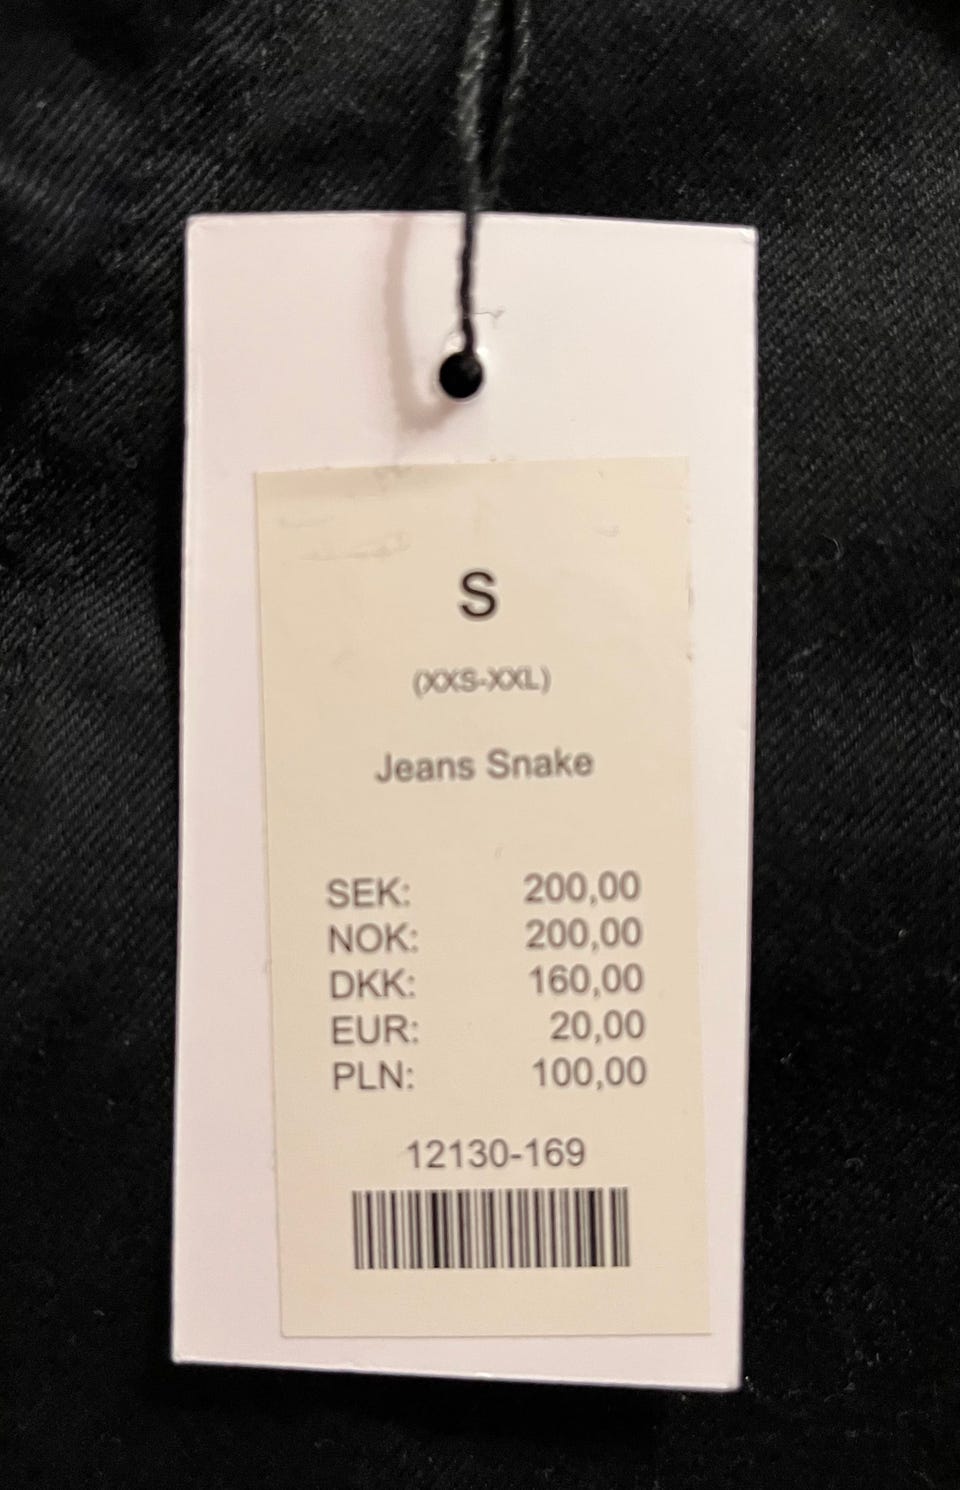 S
(XXS-XXL)
Jeans Snake
SEK: 200,00
NOK: 200,00
DKK: 160,00
EUR: 20,00
PLN: 100,00
12130-169